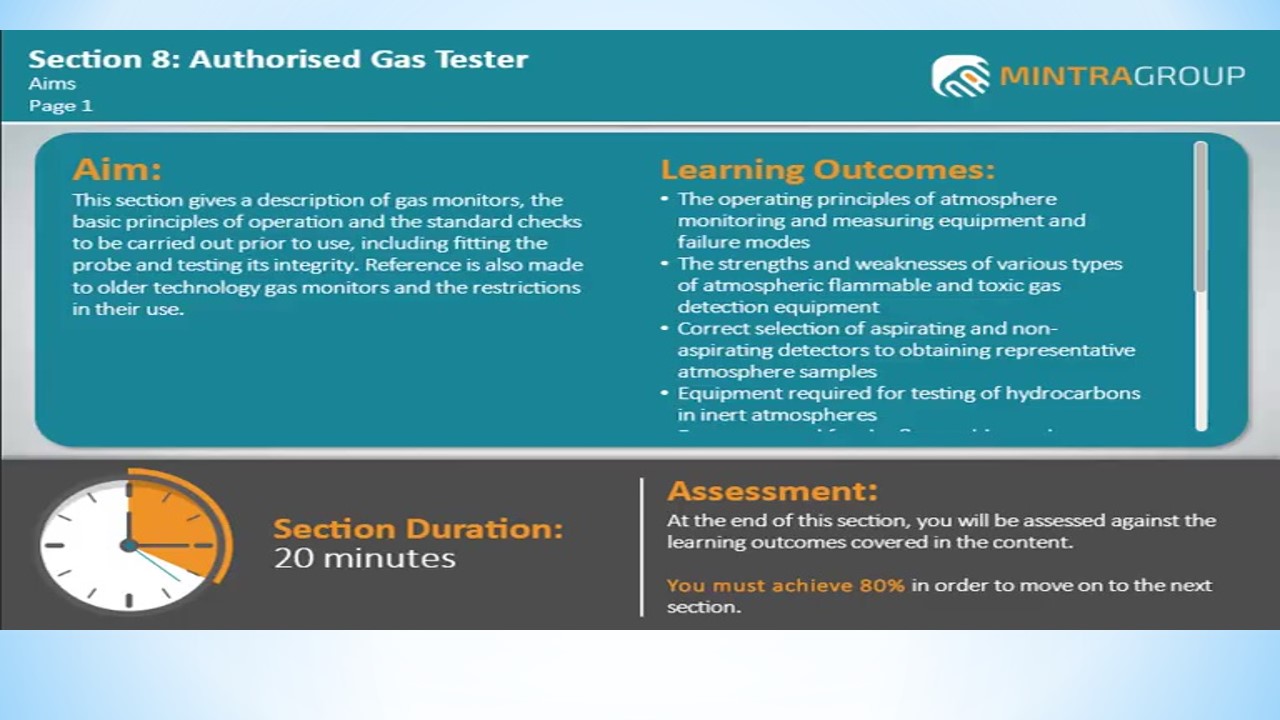 Section 8: Authorised Gas Tester
Aims
Page 1
MINTRAGROUP
Aim:
This section gives a description of gas monitors, the
basic principles of operation and the standard checks
to be carried out prior to use, including fitting the
probe and testing its integrity. Reference is also made
to older technology gas monitors and the restrictions
in their use.
Learning Outcomes:
• The operating principles of atmosphere
monitoring and measuring equipment and
failure modes
• The strengths and weaknesses of various types
of atmospheric flammable and toxic gas
detection equipment
• Correct selection of aspirating and non-
aspirating detectors to obtaining representative
atmosphere samples
• Equipment required for testing of hydrocarbons
in inert atmospheres
Section Duration:
20 minutes
Assessment:
At the end of this section, you will be assessed against the
learning outcomes covered in the content.
You must achieve 80% in order to move on to the next
section.